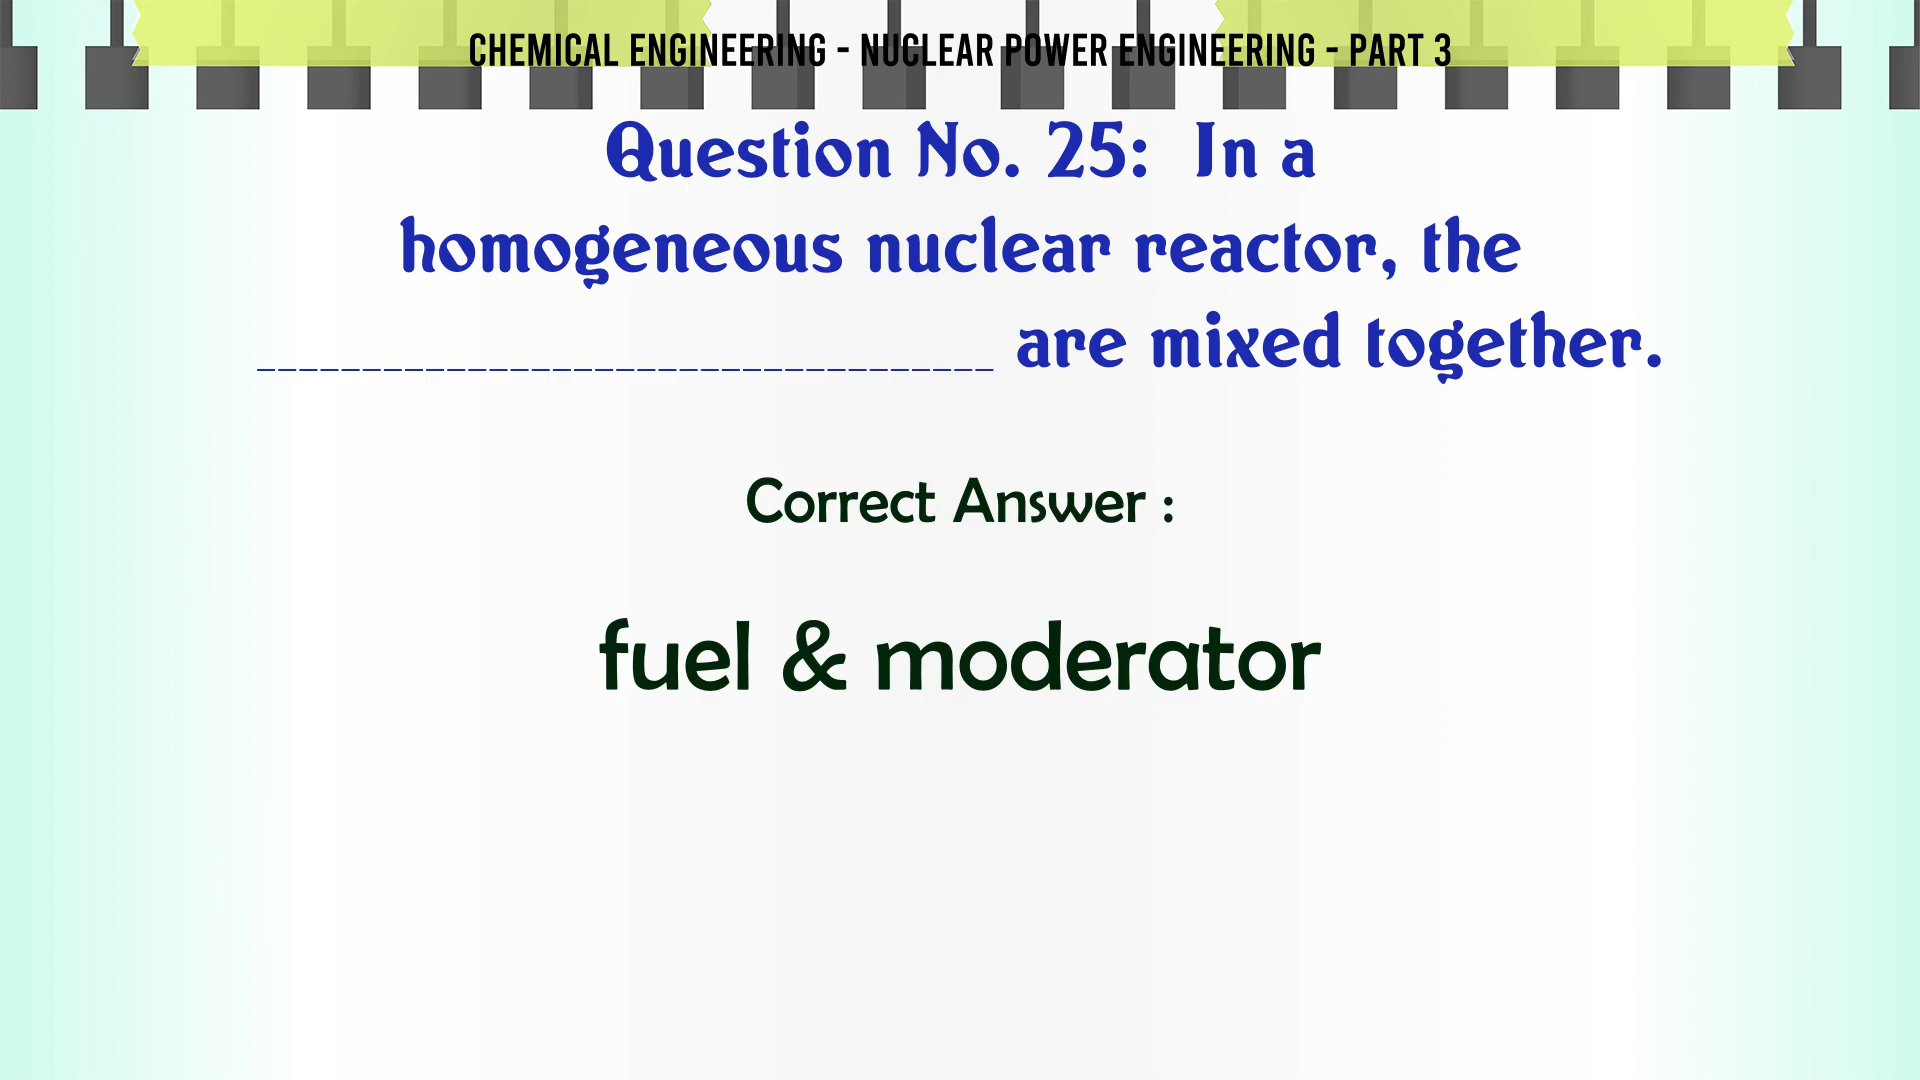 CHEMICAL ENGINEERING - NUCLEAR POWER ENGINEERING - PART 3
Question No. 25: In a
homogeneous nuclear reactor, the
___________________________________ are mixed together.
Correct Answer :
fuel & moderator